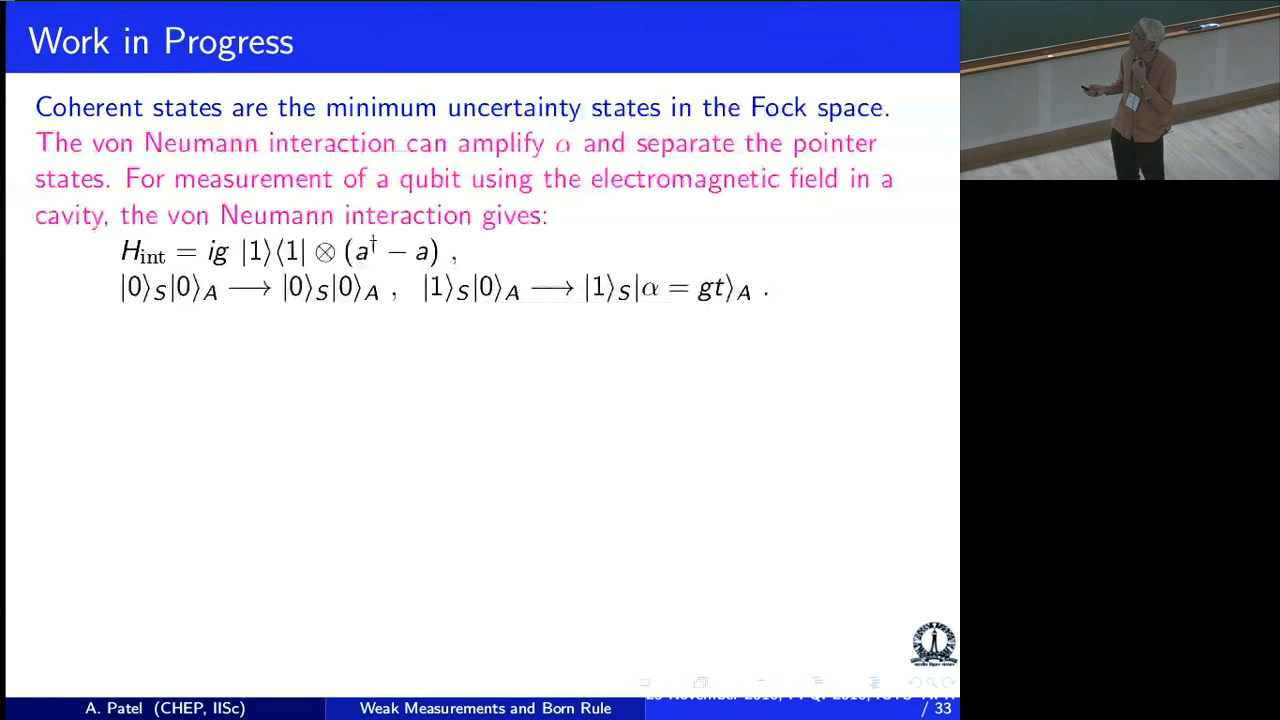 Work in Progress
Coherent states are the minimum uncertainty states in the Fock space.
The von Neumann interaction can amplify α and separate the pointer
states. For measurement of a qubit using the electromagnetic field in a
cavity, the von Neumann interaction gives:
H_int = ig |1⟩⟨1| ⊗ (a† − a) ,
|0⟩_S|0⟩_A ⟶ |0⟩_S|0⟩_A , |1⟩_S|0⟩_A ⟶ |1⟩_S|α = gt⟩_A .
A. Patel (CHEP, IISc)
Weak Measurements and Born Rule
/ 33